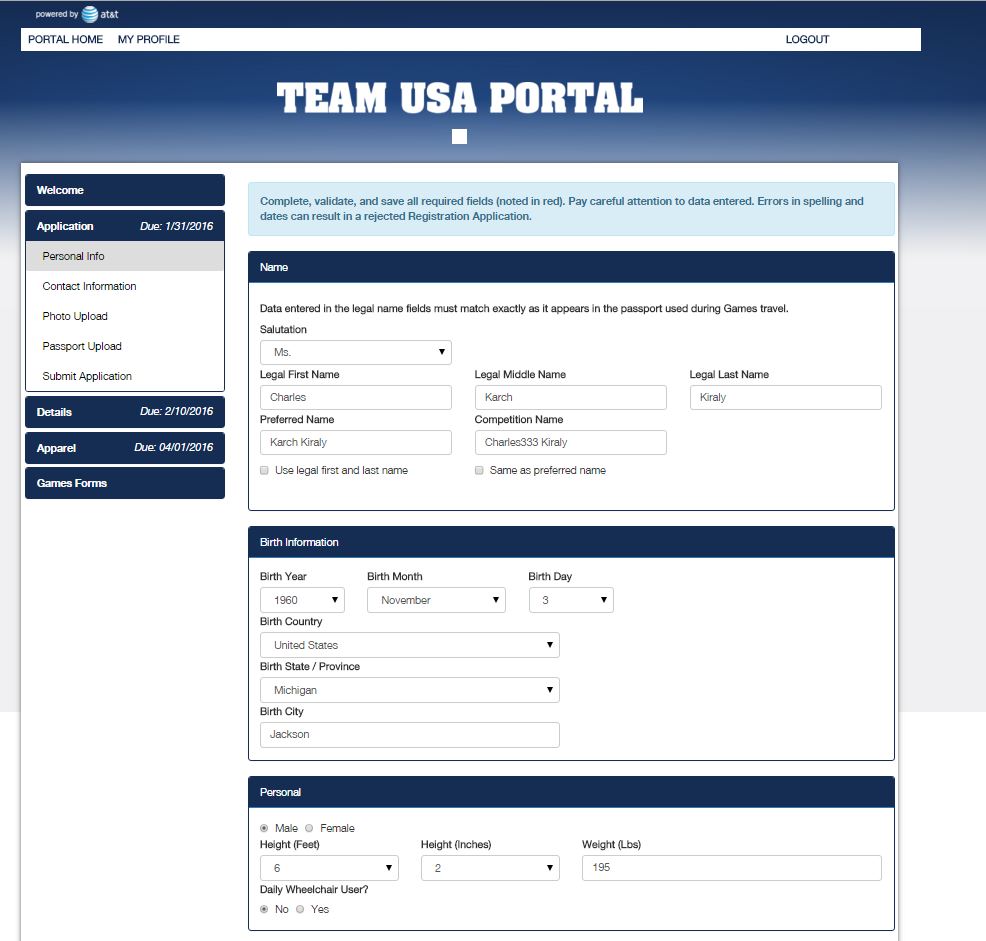 powered by at&t
PORTAL HOME MY PROFILE LOGOUT
TEAM USA PORTAL
Welcome
Application Due: 1/31/2016
Personal Info
Contact Information
Photo Upload
Passport Upload
Submit Application
Details Due: 2/10/2016
Apparel Due: 04/01/2016
Games Forms
Complete, validate, and save all required fields (noted in red). Pay careful attention to data entered. Errors in spelling and
dates can result in a rejected Registration Application.
Name
Data entered in the legal name fields must match exactly as it appears in the passport used during Games travel.
Salutation
Ms.
Legal First Name Legal Middle Name Legal Last Name
Charles Karch Kiraly
Preferred Name Competition Name
Karch Kiraly Charles333 Kiraly
Use legal first and last name Same as preferred name
Birth Information
Birth Year Birth Month Birth Day
1960 November 3
Birth Country
United States
Birth State / Province
Michigan
Birth City
Jackson
Personal
Male Female
Height (Feet) Height (Inches) Weight (Lbs)
6 2 195
Daily Wheelchair User?
No Yes